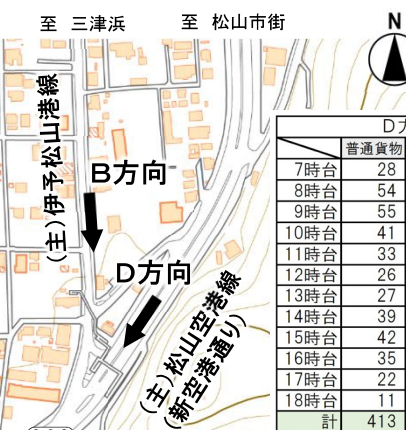 至 三津浜
至 松山市街
N
(主)伊予松山港線
B方向
D方向
(主)松山空港線
(新空港通り)
D方
普通貨物
7時台 28
8時台 54
9時台 55
10時台 41
11時台 33
12時台 26
13時台 27
14時台 39
15時台 42
16時台 35
17時台 22
18時台 11
計 413